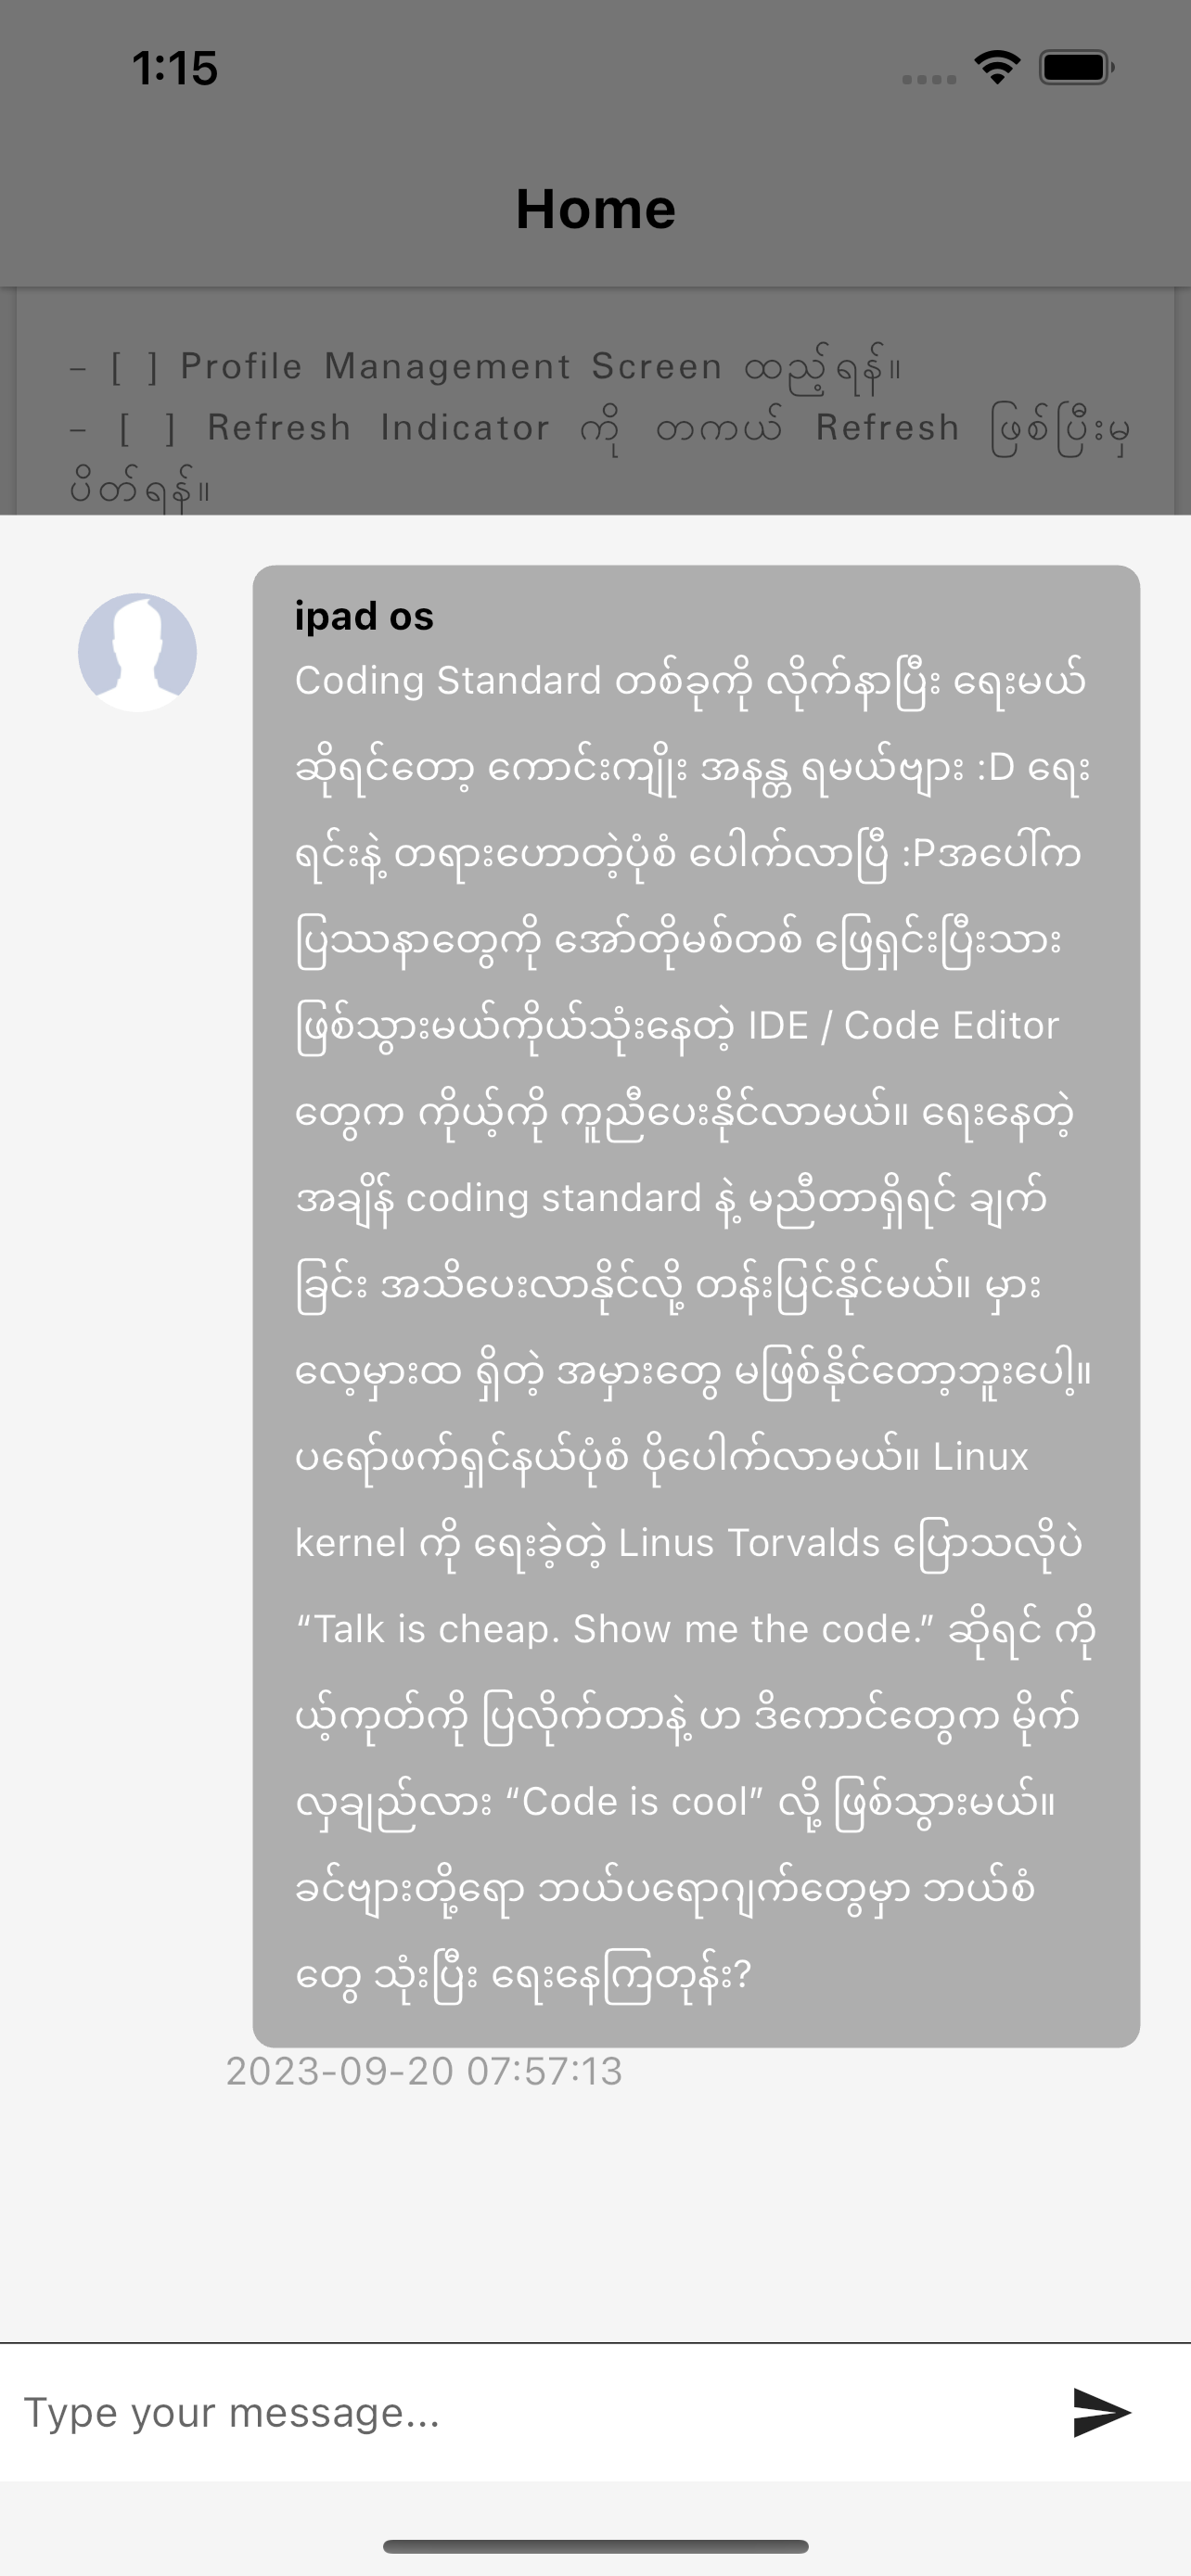 1:15
Home
– [ ] Profile Management Screen ထည့်ရန်။
– [ ] Refresh Indicator ကို တကယ် Refresh ဖြစ်ပြီးမှ
ပိတ်ရန်။
ipad os
Coding Standard တစ်ခုကို လိုက်နာပြီး ရေးမယ်
ဆိုရင်တော့ ကောင်းကျိုး အနန္တ ရမယ်ဗျား :D ရေး
ရင်းနဲ့ တရားဟောတဲ့ပုံစံ ပေါက်လာပြီ :Pအပေါ်က
ပြဿနာတွေကို အော်တိုမစ်တစ် ဖြေရှင်းပြီးသား
ဖြစ်သွားမယ်ကိုယ်သုံးနေတဲ့ IDE / Code Editor
တွေက ကိုယ့်ကို ကူညီပေးနိုင်လာမယ်။ ရေးနေတဲ့
အချိန် coding standard နဲ့ မညီတာရှိရင် ချက်
ခြင်း အသိပေးလာနိုင်လို့ တန်းပြင်နိုင်မယ်။ မှား
လေ့မှားထ ရှိတဲ့ အမှားတွေ မဖြစ်နိုင်တော့ဘူးပေါ့။
ပရော်ဖက်ရှင်နယ်ပုံစံ ပိုပေါက်လာမယ်။ Linux
kernel ကို ရေးခဲ့တဲ့ Linus Torvalds ပြောသလိုပဲ
“Talk is cheap. Show me the code.” ဆိုရင် ကို
ယ့်ကုတ်ကို ပြလိုက်တာနဲ့ ဟာ ဒိကောင်တွေက မိုက်
လှချည်လား “Code is cool” လို့ ဖြစ်သွားမယ်။
ခင်ဗျားတို့ရော ဘယ်ပရောဂျက်တွေမှာ ဘယ်စံ
တွေ သုံးပြီး ရေးနေကြတုန်း?
2023-09-20 07:57:13
Type your message...